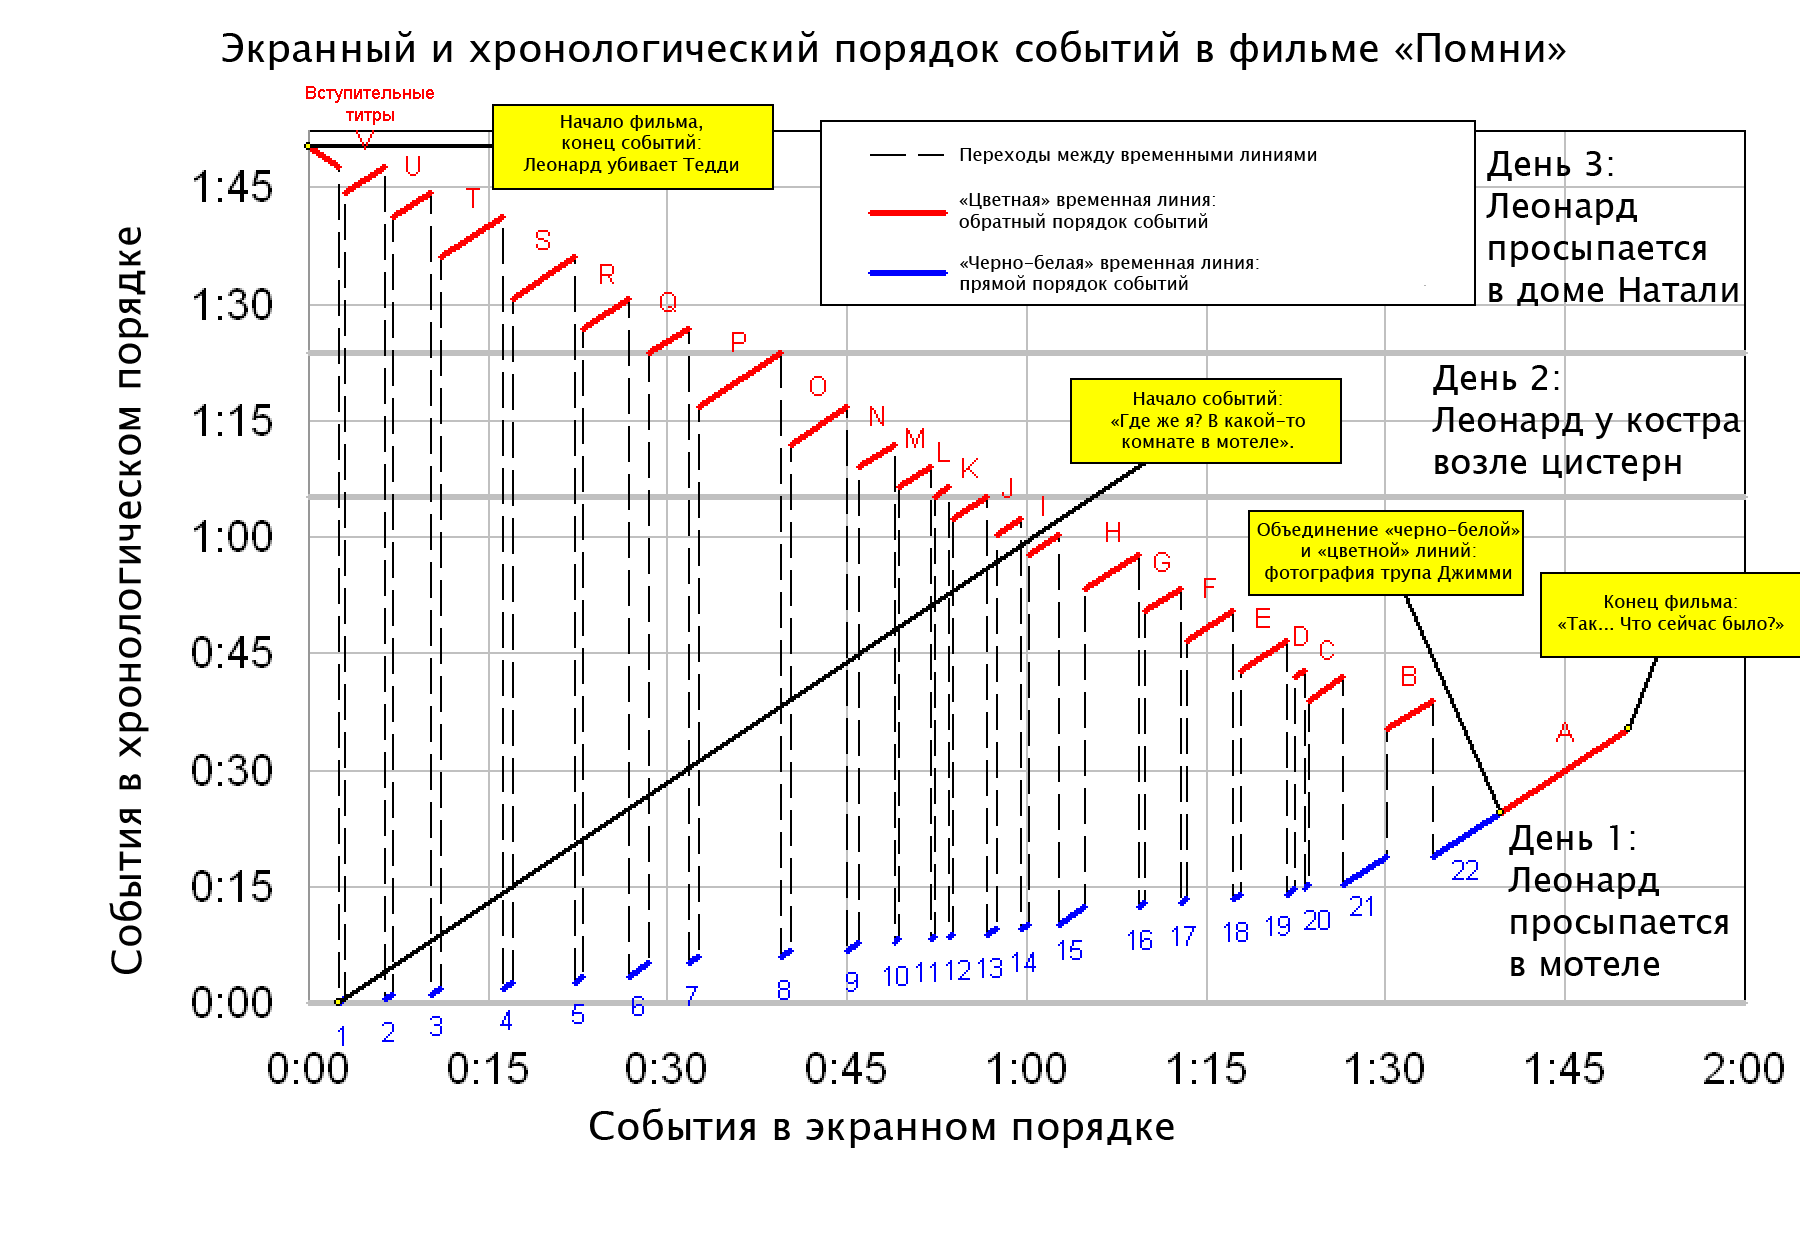 Экранный и хронологический порядок событий в фильме «Помни»
Вступительные
титры
Начало фильма,
конец событий:
Леонард убивает Тедди
Переходы между временными линиями
«Цветная» временная линия:
обратный порядок событий
«Черно-белая» временная линия:
прямой порядок событий
День 3:
Леонард
просыпается
в доме Натали
День 2:
Леонард у костра
возле цистерн
Начало событий:
«Где же я? В какой-то
комнате в мотеле».
Объединение «черно-белой»
и «цветной» линий:
фотография трупа Джимми
Конец фильма:
«Так... Что сейчас было?»
День 1:
Леонард
просыпается
в мотеле
U
T
S
R
Q
P
O
N
M
L
K
J
I
H
G
F
E
D
C
B
A
1
2
3
4
5
6
7
8
9
10
11
12
13
14
15
16
17
18
19
20
21
22
События в хронологическом порядке
1:45
1:30
1:15
1:00
0:45
0:30
0:15
0:00
0:00 0:15 0:30 0:45 1:00 1:15 1:30 1:45 2:00
События в экранном порядке